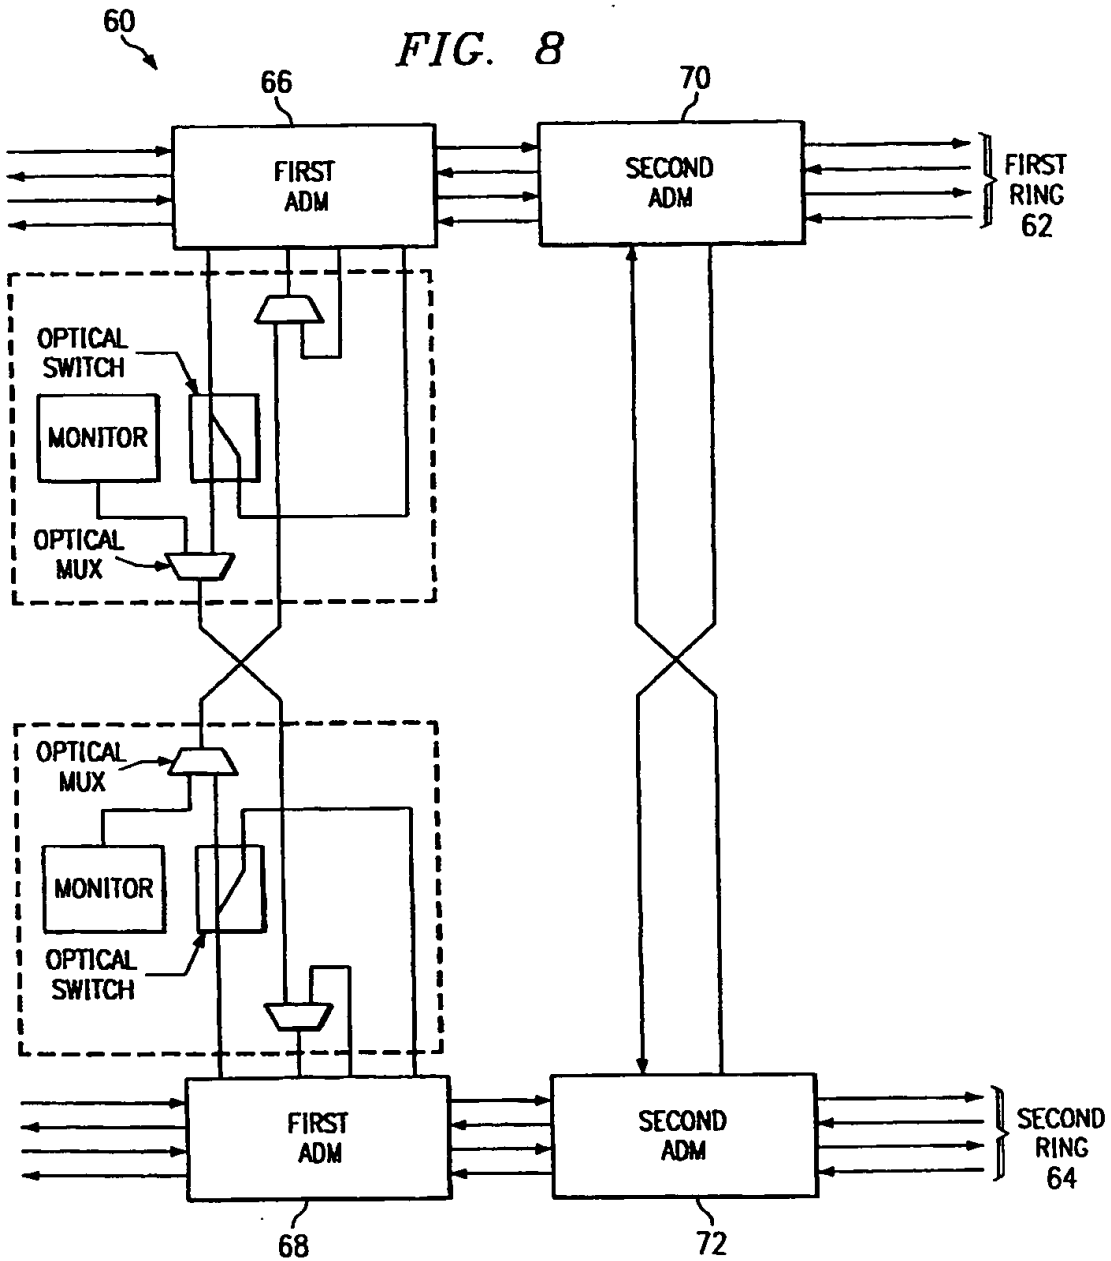 60
FIG. 8
66
70
FIRST
ADM
SECOND
ADM
FIRST
RING
62
OPTICAL
SWITCH
MONITOR
OPTICAL
MUX
OPTICAL
MUX
MONITOR
OPTICAL
SWITCH
FIRST
ADM
SECOND
ADM
SECOND
RING
64
68
72